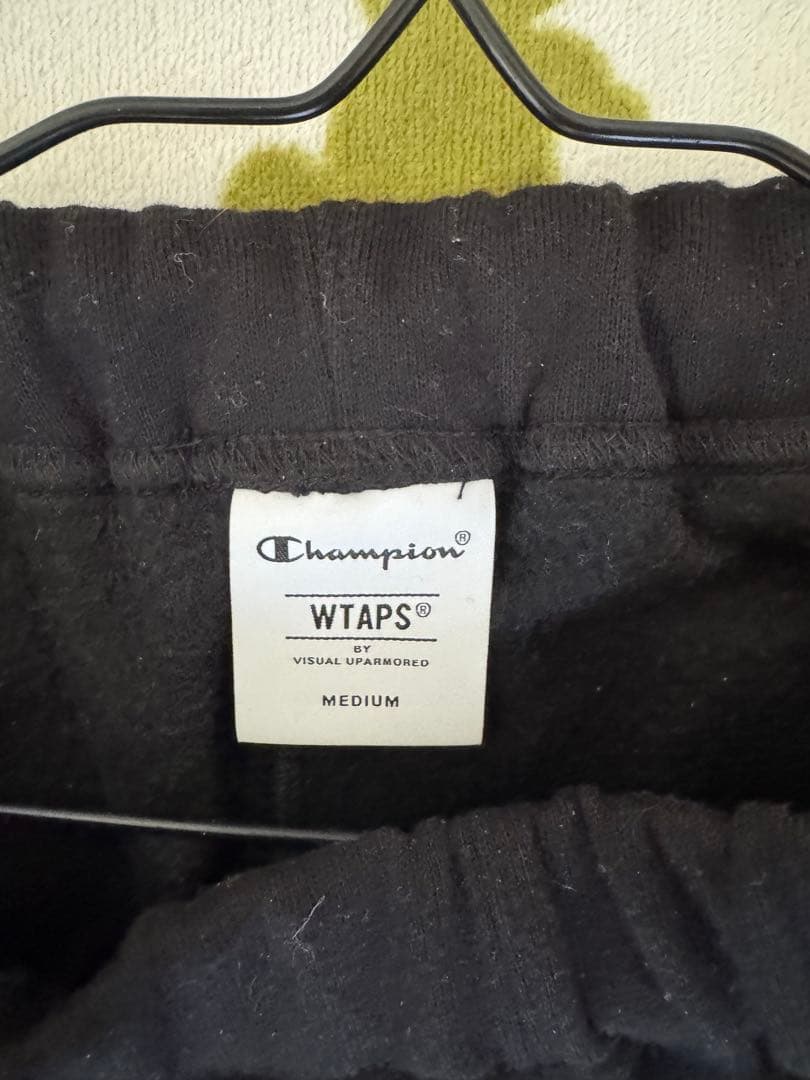 Champion®
WTAPS®
BY
VISUAL UPARMORED
MEDIUM